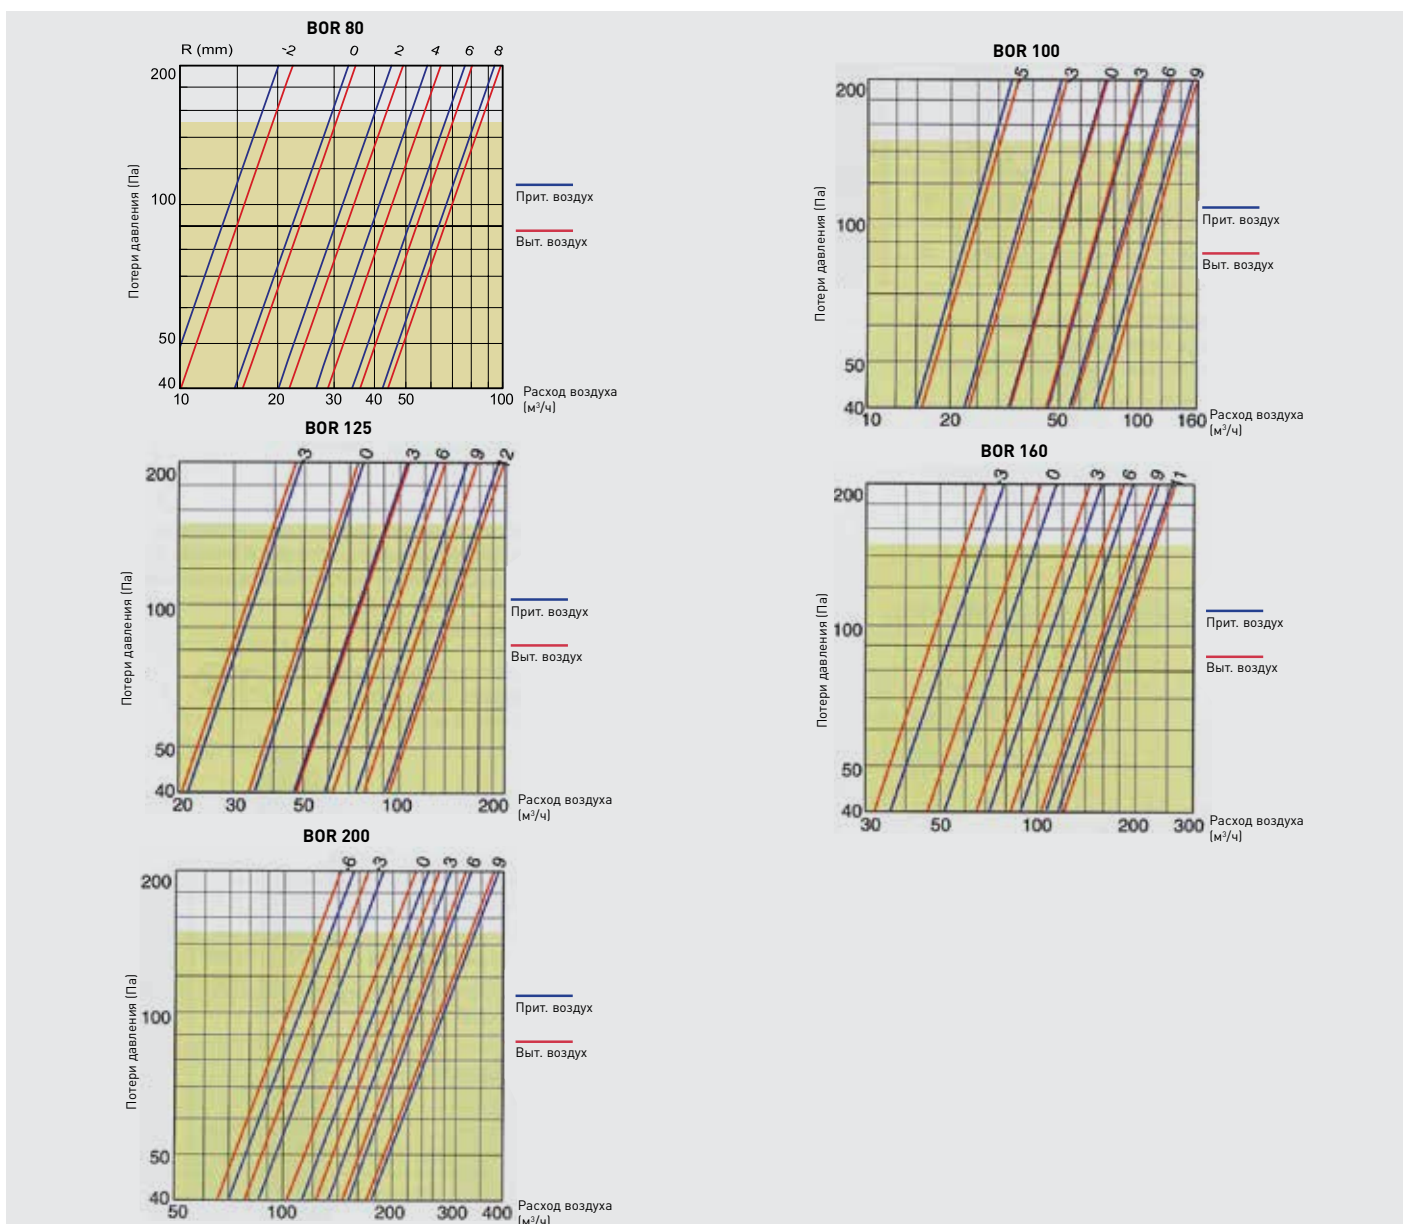 BOR 80
R (mm) -2 0 2 4 6 8
200
100
50
40
10 20 30 40 50 100
Потери давления (Па)
Прит. воздух
Выт. воздух
Расход воздуха
(м³/ч)
BOR 100
-5 -3 0 3 6 9
200
100
50
40
10 20 50 100 160
Потери давления (Па)
Прит. воздух
Выт. воздух
Расход воздуха
(м³/ч)
BOR 125
-3 0 3 6 9 12
200
100
50
40
20 30 50 100 200
Потери давления (Па)
Прит. воздух
Выт. воздух
Расход воздуха
(м³/ч)
BOR 160
-3 0 3 6 9 11
200
100
50
40
30 50 100 200 300
Потери давления (Па)
Прит. воздух
Выт. воздух
Расход воздуха
(м³/ч)
BOR 200
-6 -3 0 3 6 9
200
100
50
40
50 100 200 300 400
Потери давления (Па)
Прит. воздух
Выт. воздух
Расход воздуха
(м³/ч)